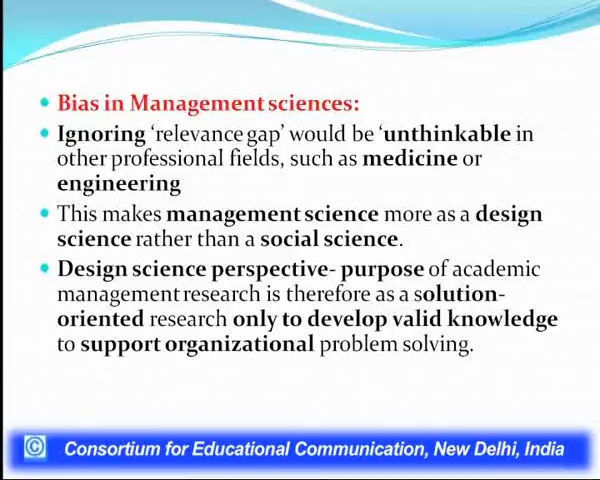 Bias in Management sciences:
Ignoring ‘relevance gap’ would be ‘unthinkable in
other professional fields, such as medicine or
engineering
This makes management science more as a design
science rather than a social science.
Design science perspective- purpose of academic
management research is therefore as a solution-
oriented research only to develop valid knowledge
to support organizational problem solving.
© Consortium for Educational Communication, New Delhi, India